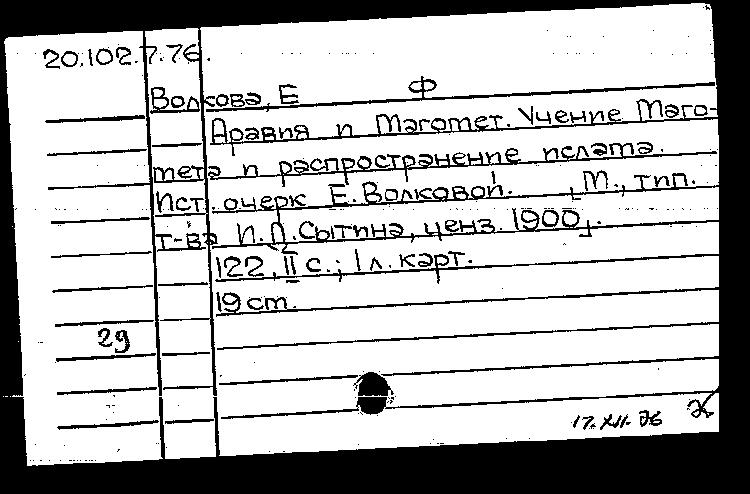 20.102.7.76.
Волкова, Е Ф
Аравия и Магомет. Учение Маго-
мета и распространение ислама.
Ист. очерк Е. Волковой. [М., тип.
т-ва И.Д.Сытина, ценз. 1900].
122, II с.; 1 л. карт.
19 cm.
29
17.XII.76